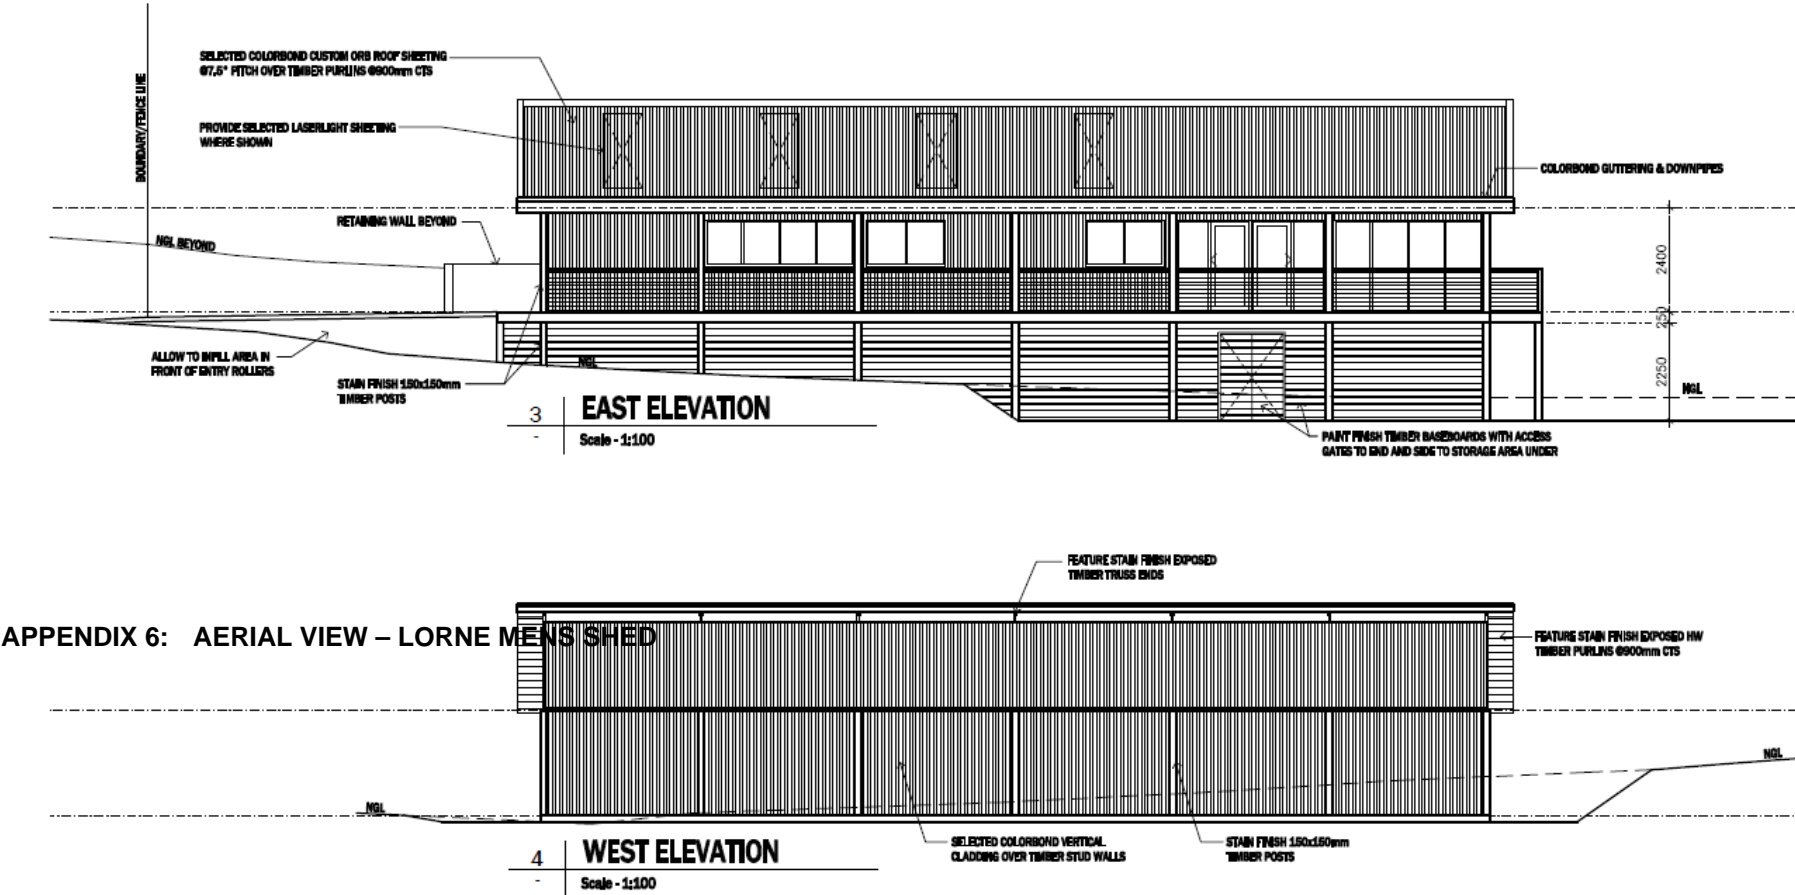 SELECTED COLORBOND CUSTOM ORB ROOF SHEETING
@7.5° PITCH OVER TIMBER PURLINS @900mm CTS
BOUNDARY/FENCE LINE
PROVIDE SELECTED LASERLIGHT SHEETING
WHERE SHOWN
COLORBOND GUTTERING & DOWNPIPES
RETAINING WALL BEYOND
NGL BEYOND
2400
250
2250
ALLOW TO INFILL AREA IN
FRONT OF ENTRY ROLLERS
NGL
STAIN FINISH 150x150mm
TIMBER POSTS
NGL
3
EAST ELEVATION
-
Scale - 1:100
PAINT FINISH TIMBER BASEBOARDS WITH ACCESS
GATES TO END AND SIDE TO STORAGE AREA UNDER
FEATURE STAIN FINISH EXPOSED
TIMBER TRUSS ENDS
APPENDIX 6: AERIAL VIEW – LORNE MENS SHED
FEATURE STAIN FINISH EXPOSED HW
TIMBER PURLINS @900mm CTS
NGL
NGL
SELECTED COLORBOND VERTICAL
CLADDING OVER TIMBER STUD WALLS
STAIN FINISH 150x150mm
TIMBER POSTS
4
WEST ELEVATION
-
Scale - 1:100